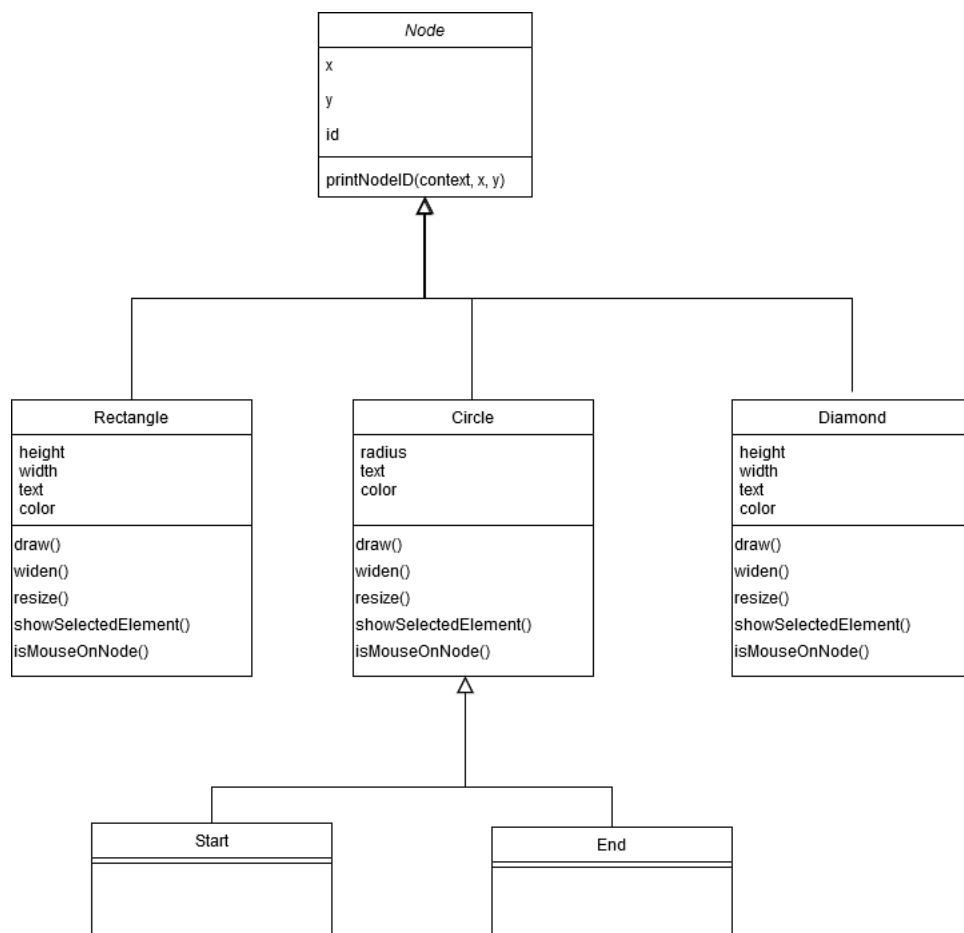 Node
x
y
id
printNodeID(context, x, y)
Rectangle
height
width
text
color
draw()
widen()
resize()
showSelectedElement()
isMouseOnNode()
Circle
radius
text
color
draw()
widen()
resize()
showSelectedElement()
isMouseOnNode()
Diamond
height
width
text
color
draw()
widen()
resize()
showSelectedElement()
isMouseOnNode()
Start
End